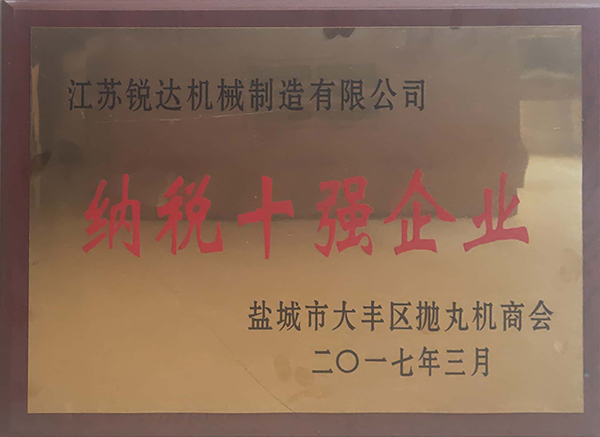 江苏锐达机械制造有限公司
纳税十强企业
盐城市大丰区抛丸机商会
二〇一七年三月